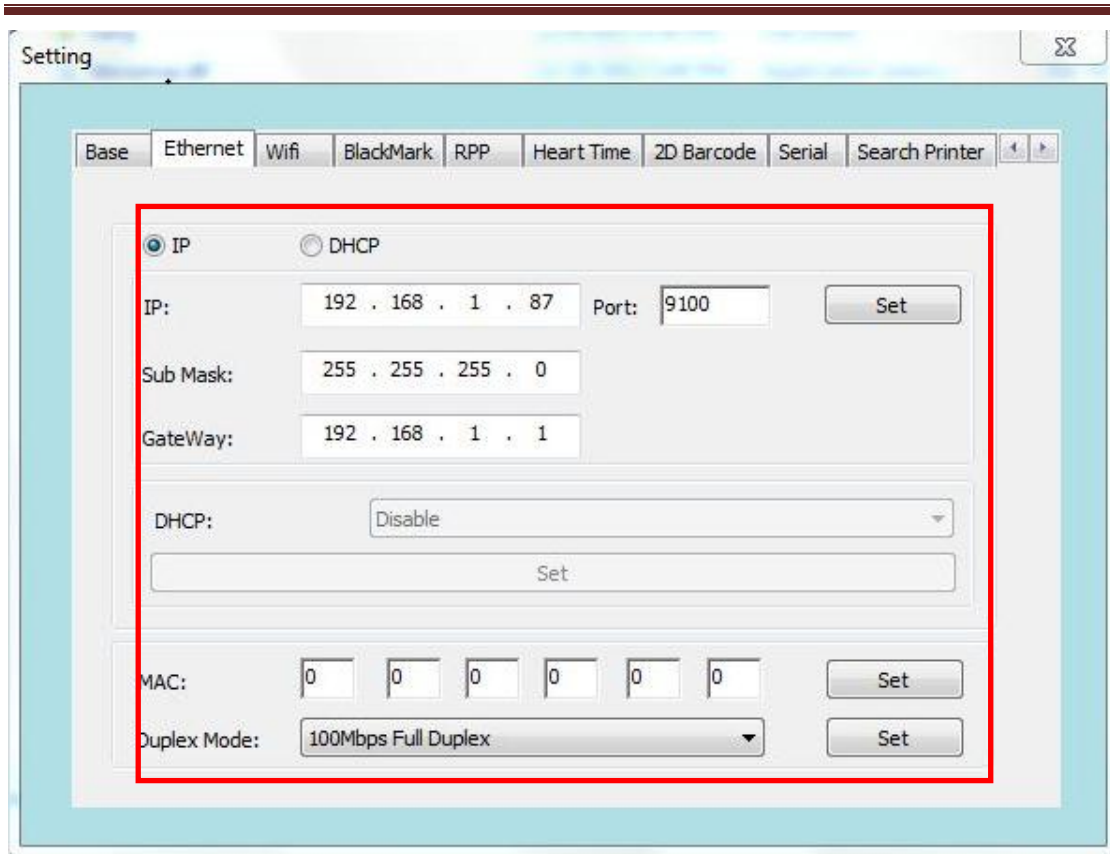 Setting
Base Ethernet Wifi BlackMark RPP Heart Time 2D Barcode Serial Search Printer
IP DHCP
IP: 192 . 168 . 1 . 87 Port: 9100 Set
Sub Mask: 255 . 255 . 255 . 0
GateWay: 192 . 168 . 1 . 1
DHCP: Disable
Set
MAC: 0 0 0 0 0 0 Set
Duplex Mode: 100Mbps Full Duplex Set